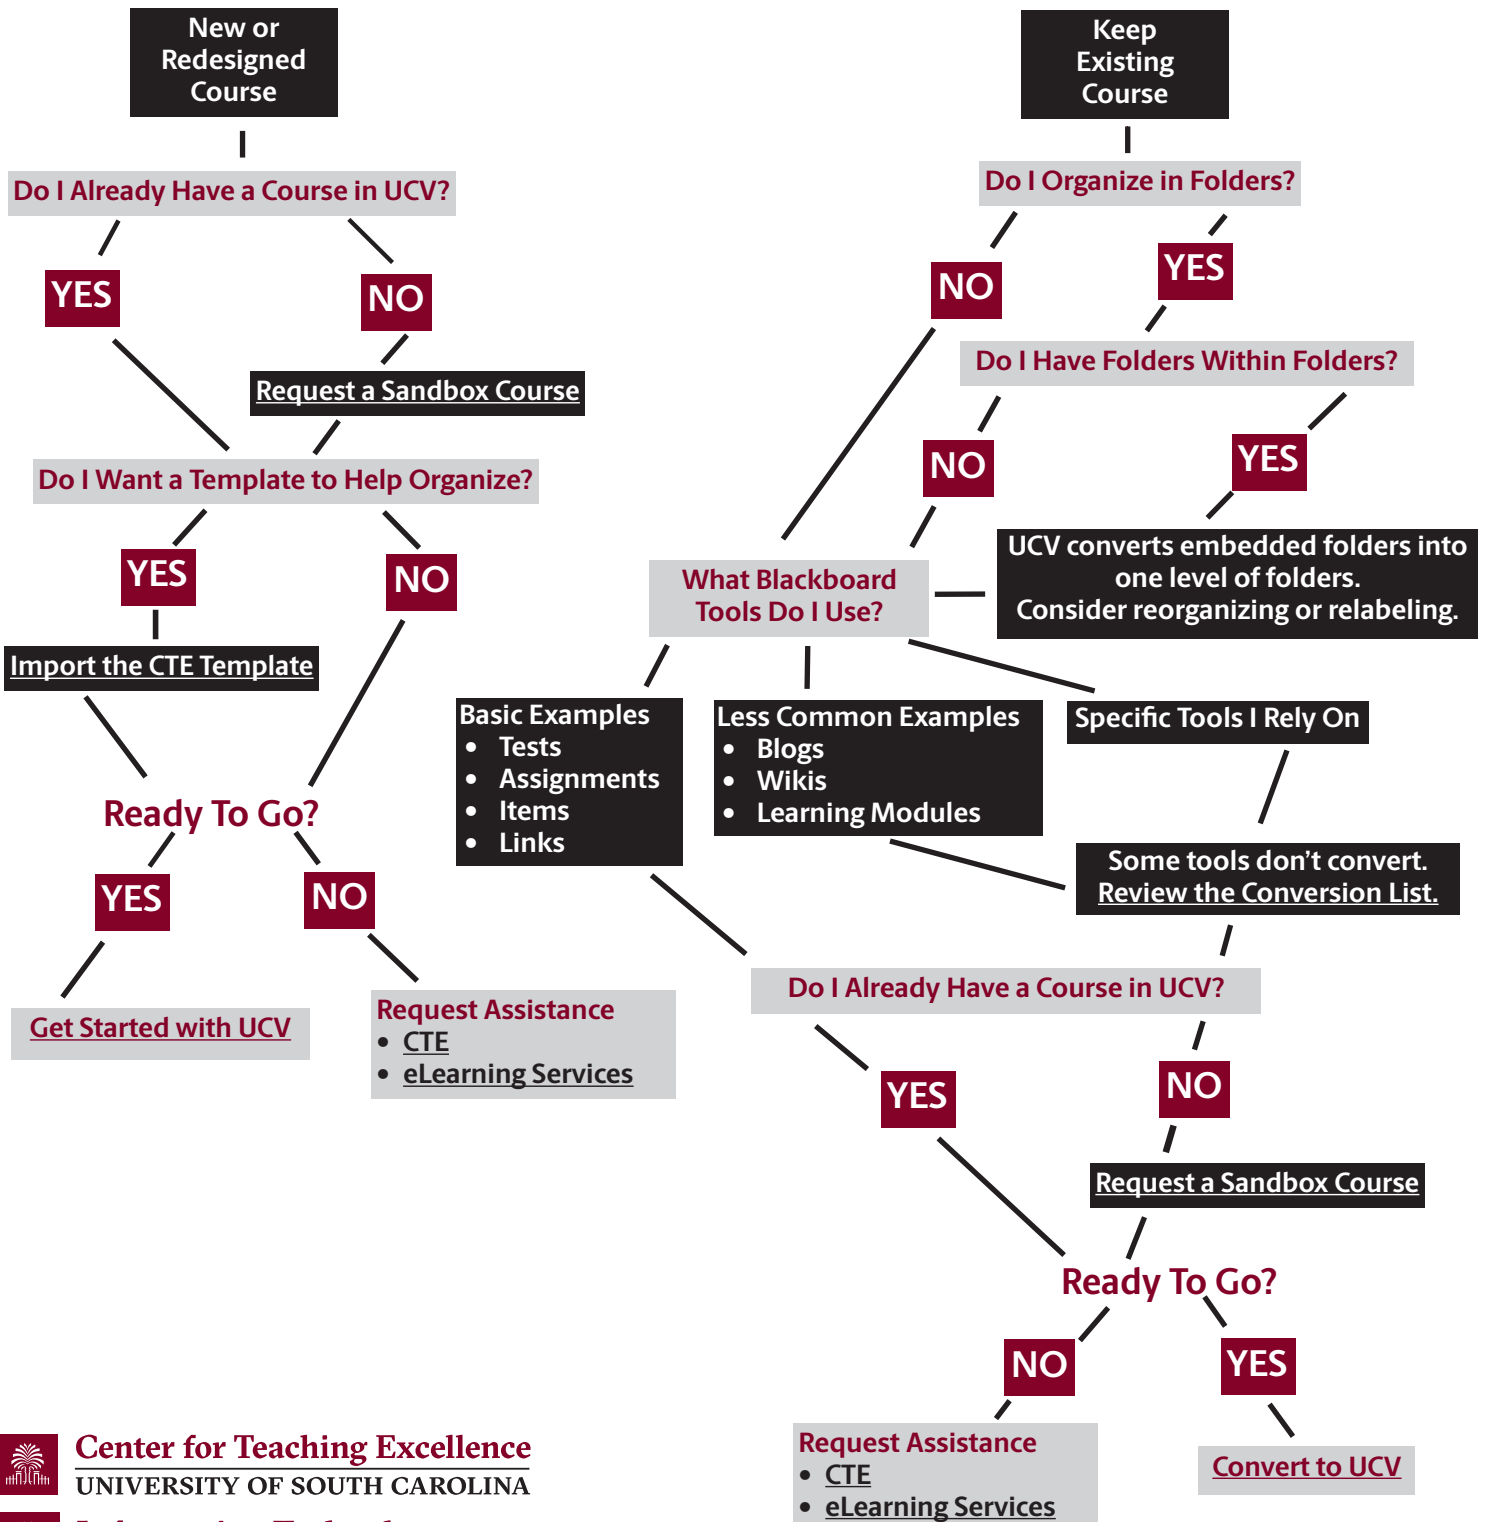 New or
Redesigned
Course
Do I Already Have a Course in UCV?
YES
NO
Request a Sandbox Course
Do I Want a Template to Help Organize?
YES
NO
Import the CTE Template
Ready To Go?
YES
NO
Get Started with UCV
Request Assistance
• CTE
• eLearning Services
Keep
Existing
Course
Do I Organize in Folders?
NO
YES
Do I Have Folders Within Folders?
NO
YES
UCV converts embedded folders into
one level of folders.
Consider reorganizing or relabeling.
What Blackboard
Tools Do I Use?
Basic Examples
• Tests
• Assignments
• Items
• Links
Less Common Examples
• Blogs
• Wikis
• Learning Modules
Specific Tools I Rely On
Some tools don’t convert.
Review the Conversion List.
Do I Already Have a Course in UCV?
YES
NO
Request a Sandbox Course
Ready To Go?
NO
YES
Request Assistance
• CTE
• eLearning Services
Convert to UCV
Center for Teaching Excellence
UNIVERSITY OF SOUTH CAROLINA